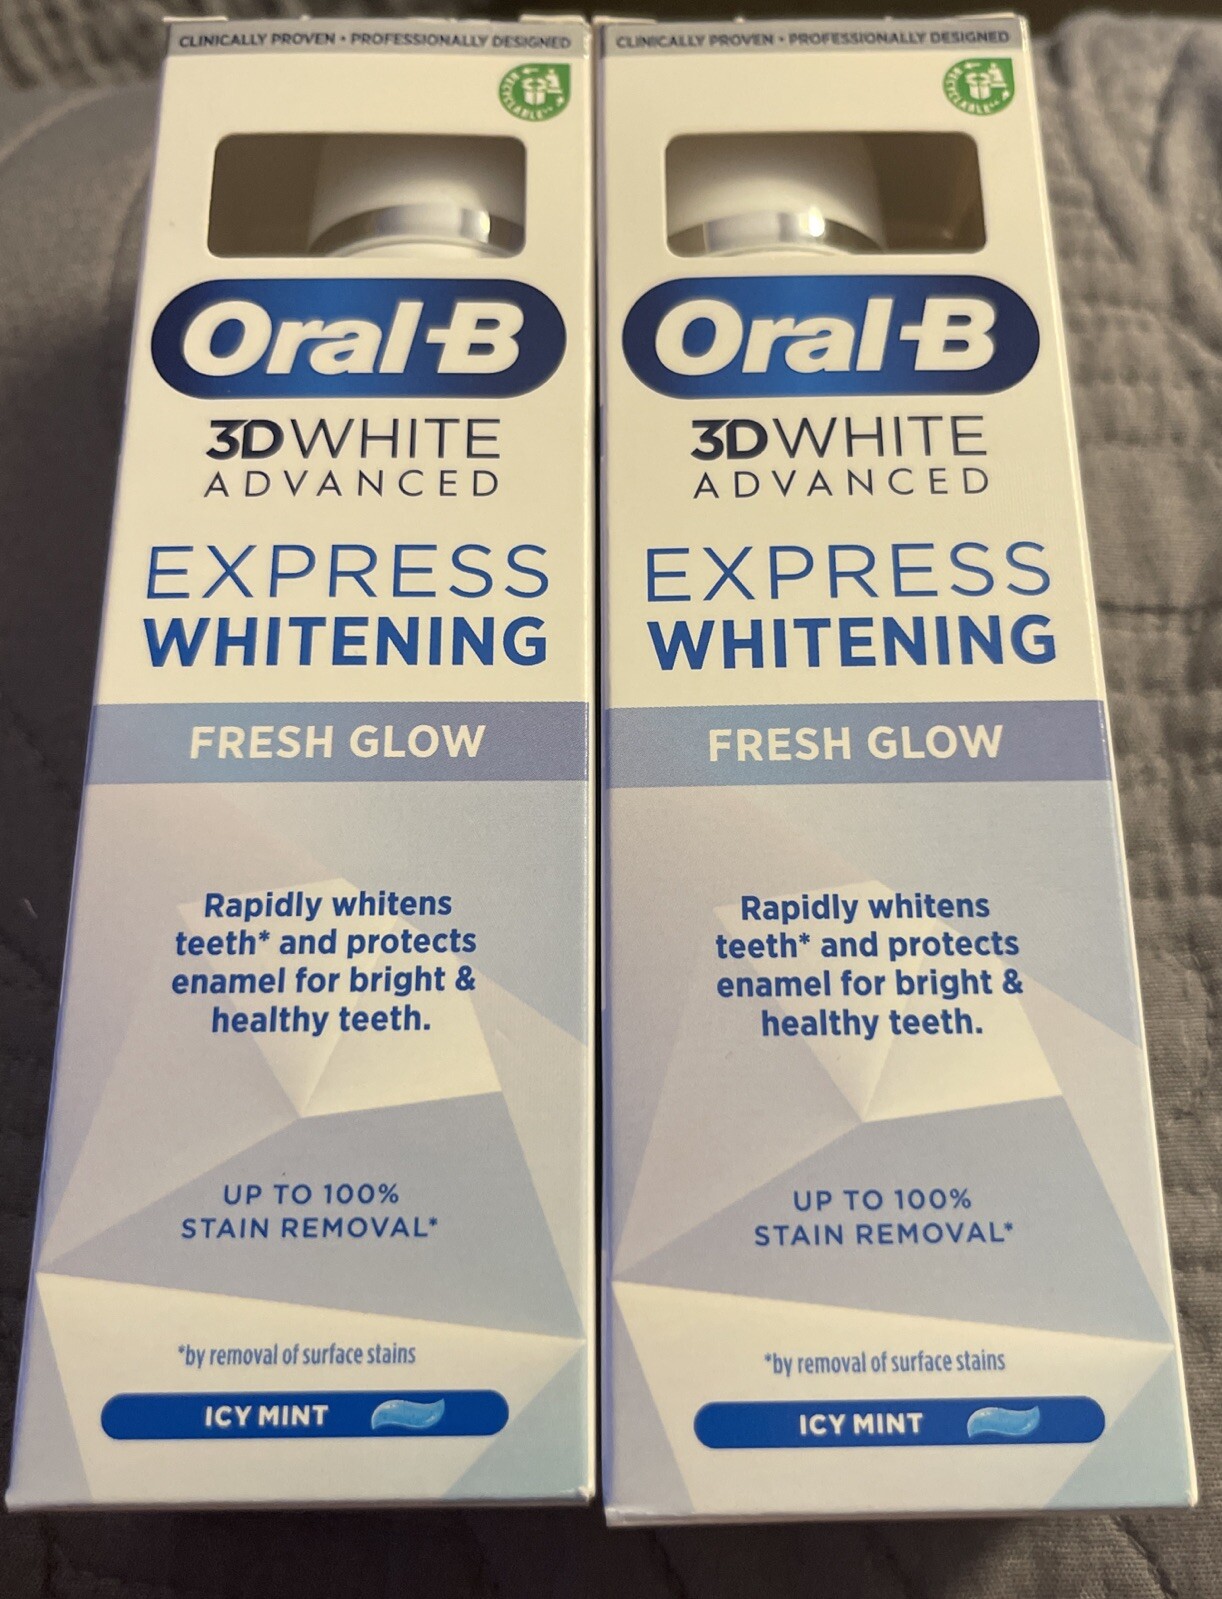 CLINICALLY PROVEN • PROFESSIONALLY DESIGNED
RECYCLABLE
Oral-B
3DWHITE
ADVANCED
EXPRESS
WHITENING
FRESH GLOW
Rapidly whitens
teeth* and protects
enamel for bright &
healthy teeth.
UP TO 100%
STAIN REMOVAL*
*by removal of surface stains
ICY MINT
CLINICALLY PROVEN • PROFESSIONALLY DESIGNED
RECYCLABLE
Oral-B
3DWHITE
ADVANCED
EXPRESS
WHITENING
FRESH GLOW
Rapidly whitens
teeth* and protects
enamel for bright &
healthy teeth.
UP TO 100%
STAIN REMOVAL*
*by removal of surface stains
ICY MINT